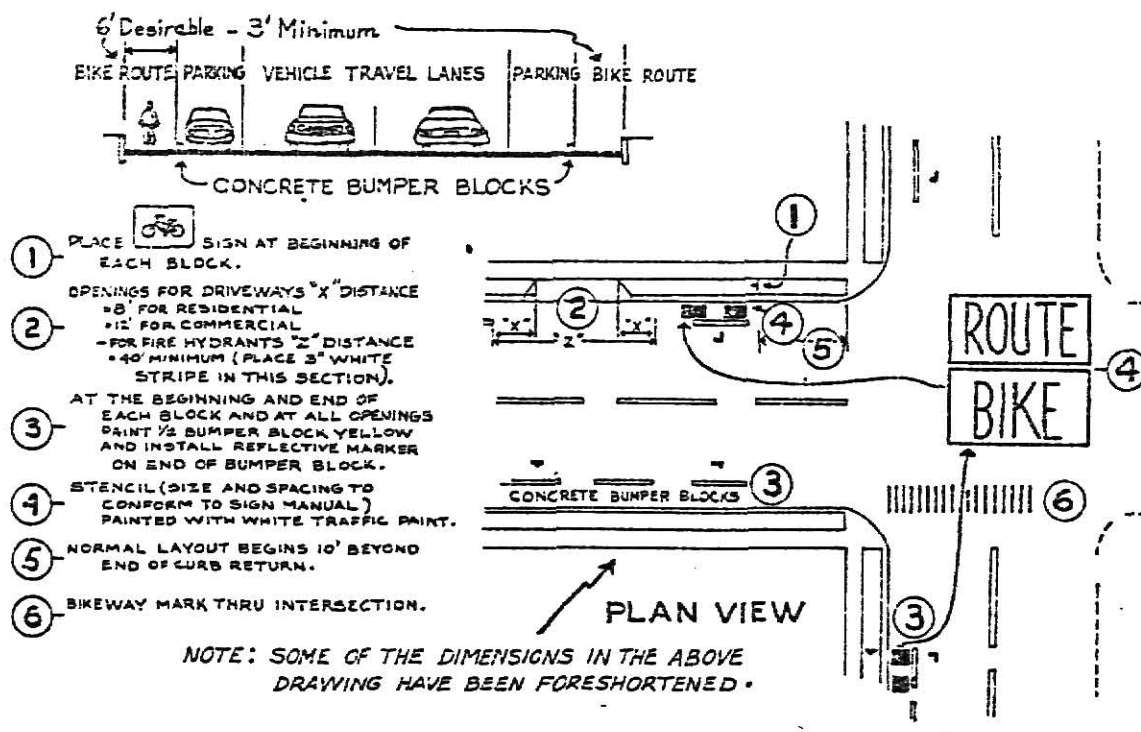 6' Desirable - 3' Minimum
BIKE ROUTE PARKING VEHICLE TRAVEL LANES PARKING BIKE ROUTE
CONCRETE BUMPER BLOCKS
1 PLACE SIGN AT BEGINNING OF
EACH BLOCK.
2 OPENINGS FOR DRIVEWAYS "X" DISTANCE
•8' FOR RESIDENTIAL
•12' FOR COMMERCIAL
-FOR FIRE HYDRANTS "Z" DISTANCE
•40' MINIMUM (PLACE 3" WHITE
STRIPE IN THIS SECTION).
3 AT THE BEGINNING AND END OF
EACH BLOCK AND AT ALL OPENINGS
PAINT 1/2 BUMPER BLOCK YELLOW
AND INSTALL REFLECTIVE MARKER
ON END OF BUMPER BLOCK.
4 STENCIL (SIZE AND SPACING TO
CONFORM TO SIGN MANUAL)
PAINTED WITH WHITE TRAFFIC PAINT.
5 NORMAL LAYOUT BEGINS 10' BEYOND
END OF CURB RETURN.
6 BIKEWAY MARK THRU INTERSECTION.
1
2
"X" "X"
"Z"
4
5
ROUTE
BIKE
4
3
CONCRETE BUMPER BLOCKS
6
3
PLAN VIEW
NOTE: SOME OF THE DIMENSIONS IN THE ABOVE
DRAWING HAVE BEEN FORESHORTENED.